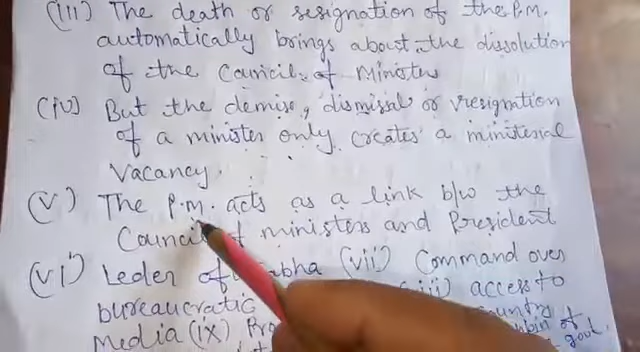 (iii) The death or resignation of the P.M.
automatically brings about the dissolution
of the Council of Ministers
(iv) But the demise, dismissal or resignation
of a minister only creates a ministerial
vacancy.
(v) The P.M. acts as a link b/w the
Council ministers and President
(vi) Leder of (vii) Command over
bureaucratic access to
Media (ix)